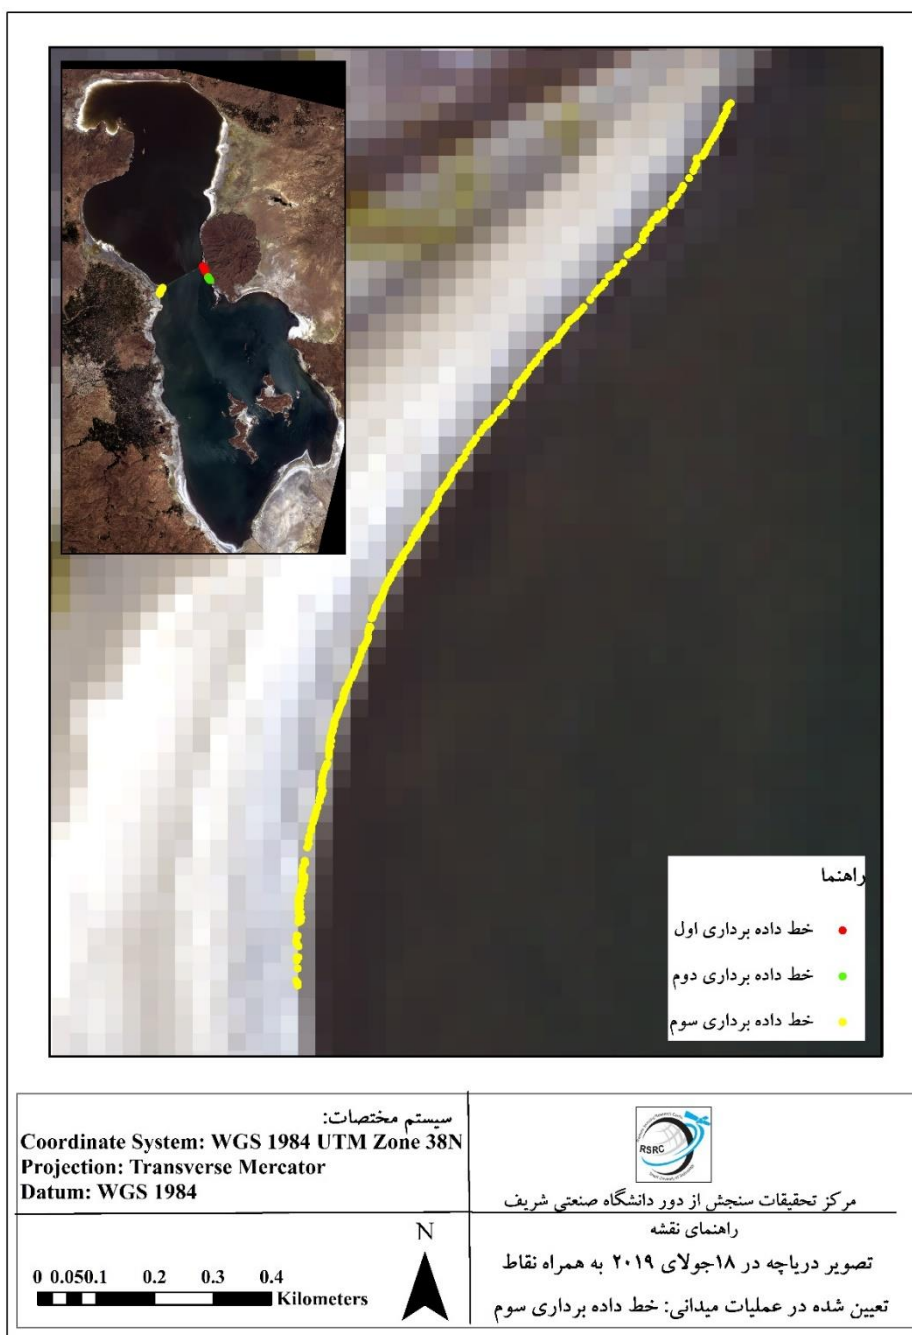 راهنما
خط داده برداری اول
خط داده برداری دوم
خط داده برداری سوم
سیستم مختصات:
Coordinate System: WGS 1984 UTM Zone 38N
Projection: Transverse Mercator
Datum: WGS 1984
N
0 0.050.1 0.2 0.3 0.4
Kilometers
RSRC
مرکز تحقیقات سنجش از دور دانشگاه صنعتی شریف
راهنمای نقشه
تصویر دریاچه در ۱۸جولای ۲۰۱۹ به همراه نقاط
تعیین شده در عملیات میدانی: خط داده برداری سوم